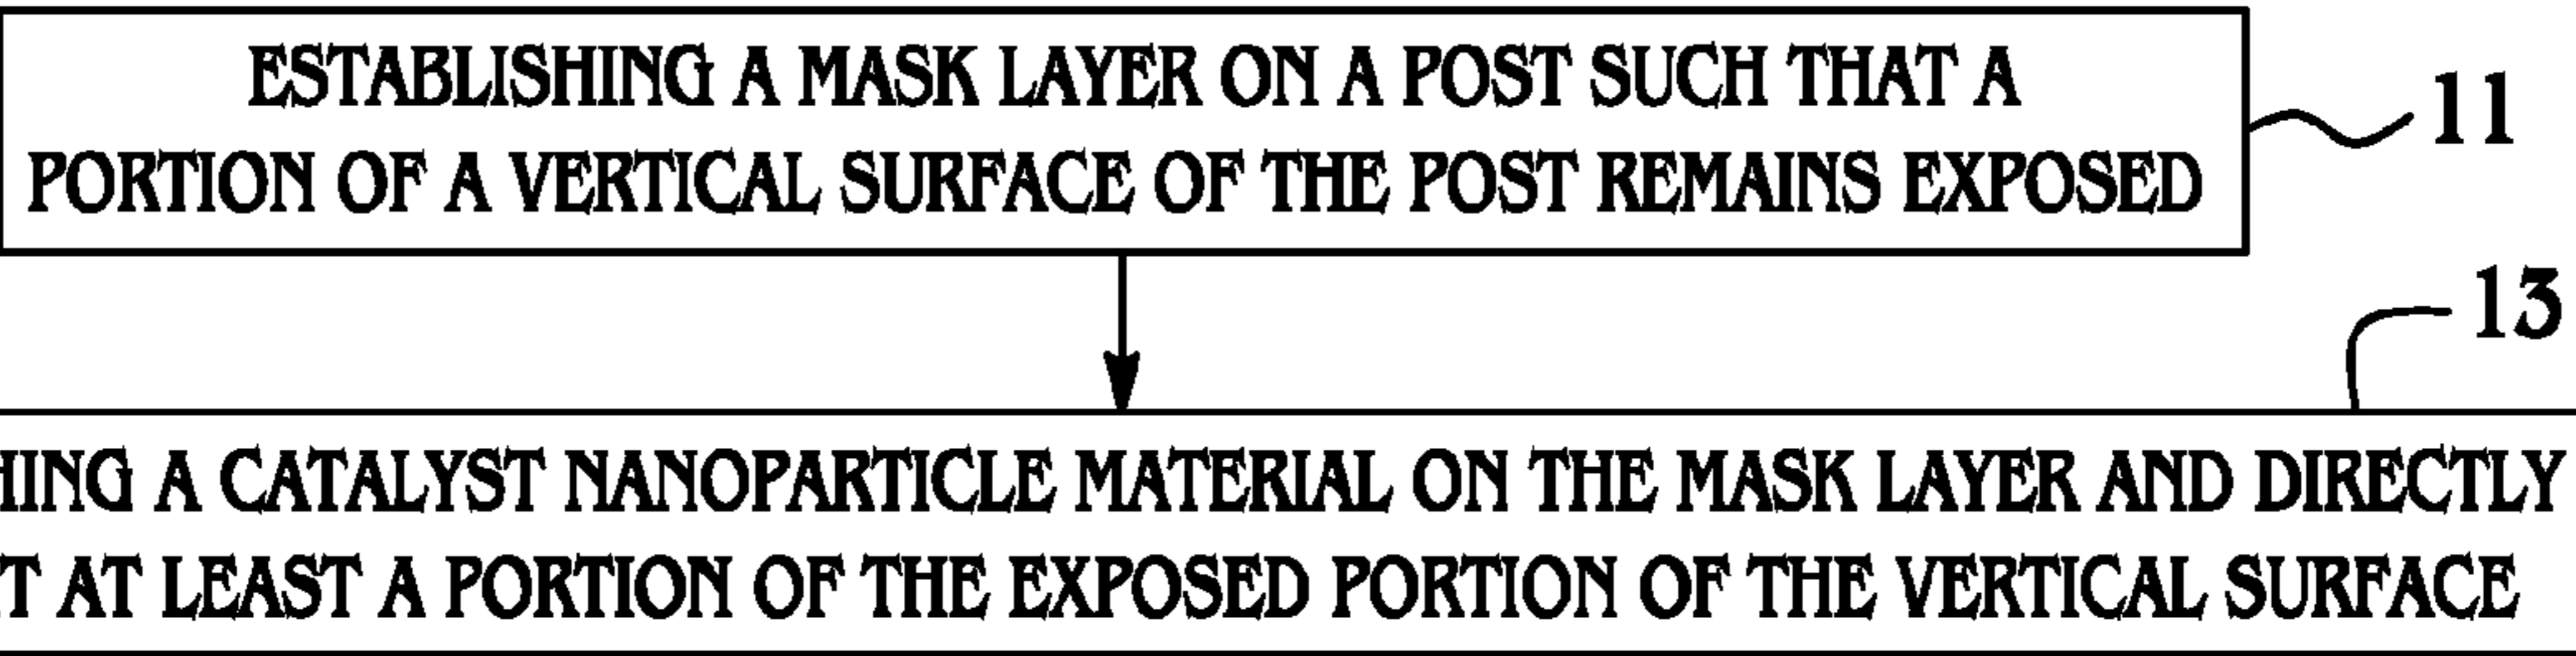 ESTABLISHING A MASK LAYER ON A POST SUCH THAT A
PORTION OF A VERTICAL SURFACE OF THE POST REMAINS EXPOSED
11
13
A CATALYST NANOPARTICLE MATERIAL ON THE MASK LAYER AND DIRECTLY
AT LEAST A PORTION OF THE EXPOSED PORTION OF THE VERTICAL SURFACE